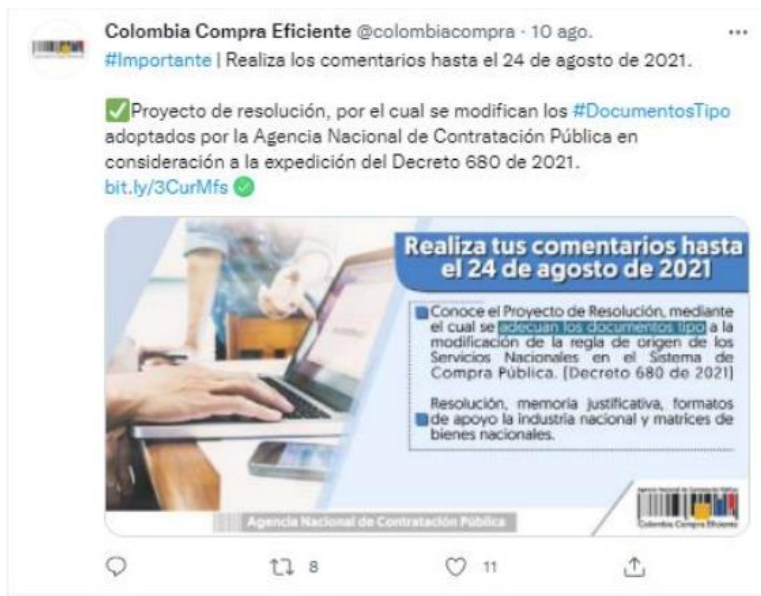 Colombia Compra Eficiente @colombiacompra · 10 ago.
#Importante | Realiza los comentarios hasta el 24 de agosto de 2021.
✅Proyecto de resolución, por el cual se modifican los #DocumentosTipo
adoptados por la Agencia Nacional de Contratación Pública en
consideración a la expedición del Decreto 680 de 2021.
bit.ly/3CurMfs
Realiza tus comentarios hasta
el 24 de agosto de 2021
Conoce el Proyecto de Resolución, mediante
el cual se adecuan los documentos tipo a la
modificación de la regla de origen de los
Servicios Nacionales en el Sistema de
Compra Pública. (Decreto 680 de 2021)
Resolución, memoria justificativa, formatos
de apoyo la industria nacional y matrices de
bienes nacionales.
Agencia Nacional de Contratación Pública
Colombia Compra Eficiente
Agencia Nacional de Contratación Pública
8
11